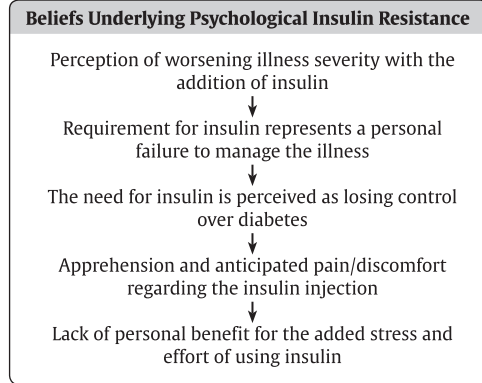 Beliefs Underlying Psychological Insulin Resistance
Perception of worsening illness severity with the
addition of insulin
Requirement for insulin represents a personal
failure to manage the illness
The need for insulin is perceived as losing control
over diabetes
Apprehension and anticipated pain/discomfort
regarding the insulin injection
Lack of personal benefit for the added stress and
effort of using insulin